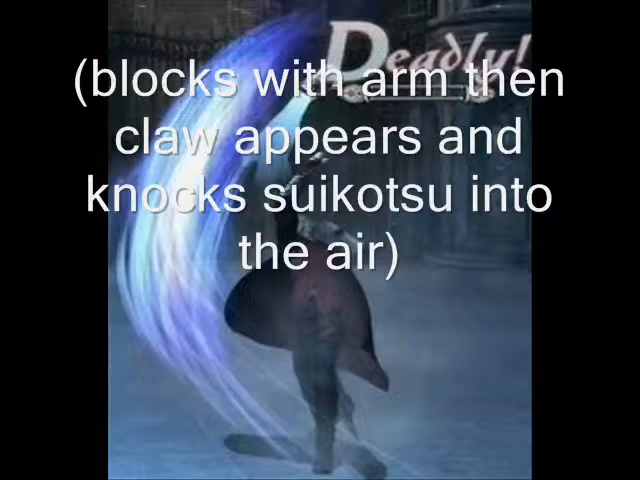 Deadly!
(blocks with arm then
claw appears and
knocks suikotsu into
the air)